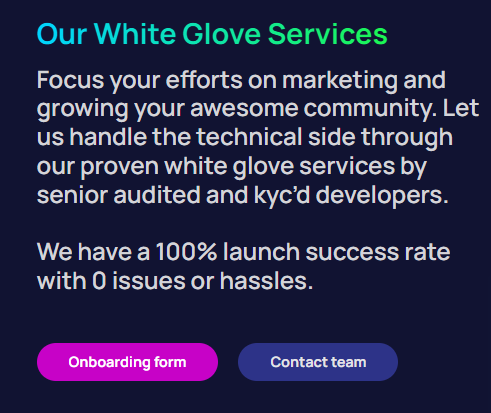 Our White Glove Services
Focus your efforts on marketing and
growing your awesome community. Let
us handle the technical side through
our proven white glove services by
senior audited and kyc'd developers.
We have a 100% launch success rate
with 0 issues or hassles.
Onboarding form
Contact team